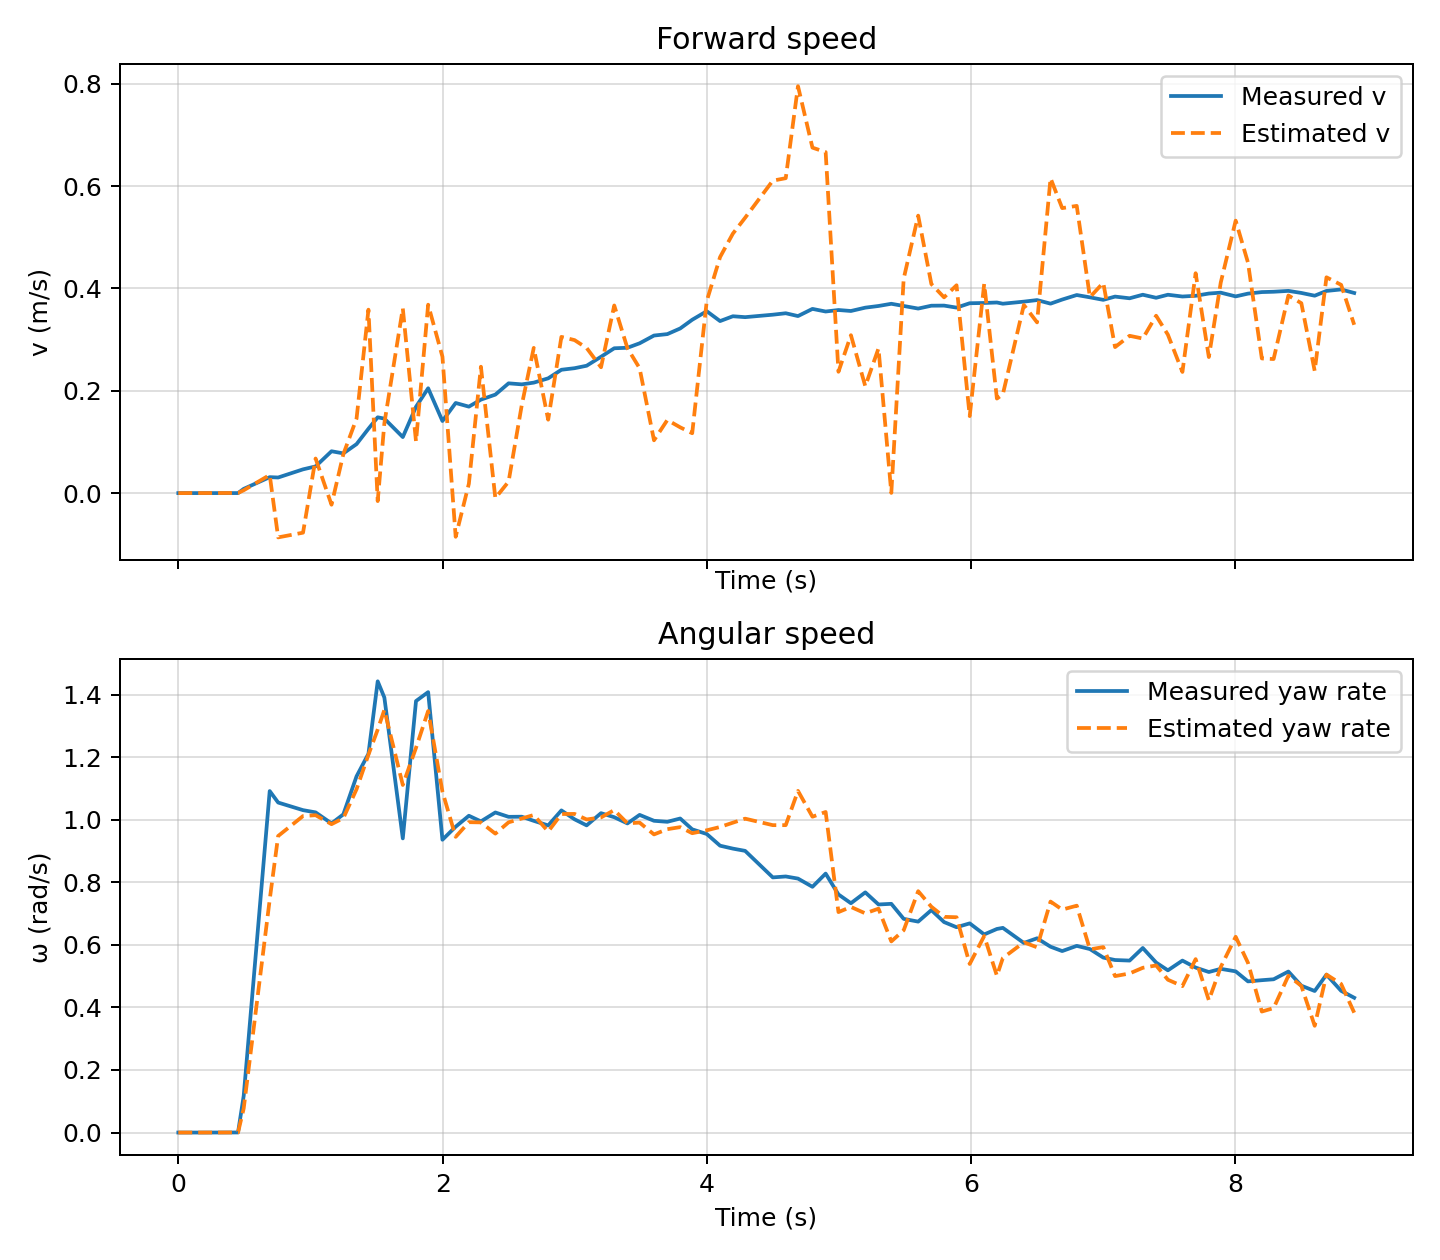 Forward speed
0.8
0.6
0.4
0.2
0.0
v (m/s)
Measured v
Estimated v
Time (s)
Angular speed
1.4
1.2
1.0
0.8
0.6
0.4
0.2
0.0
ω (rad/s)
Measured yaw rate
Estimated yaw rate
0 2 4 6 8
Time (s)